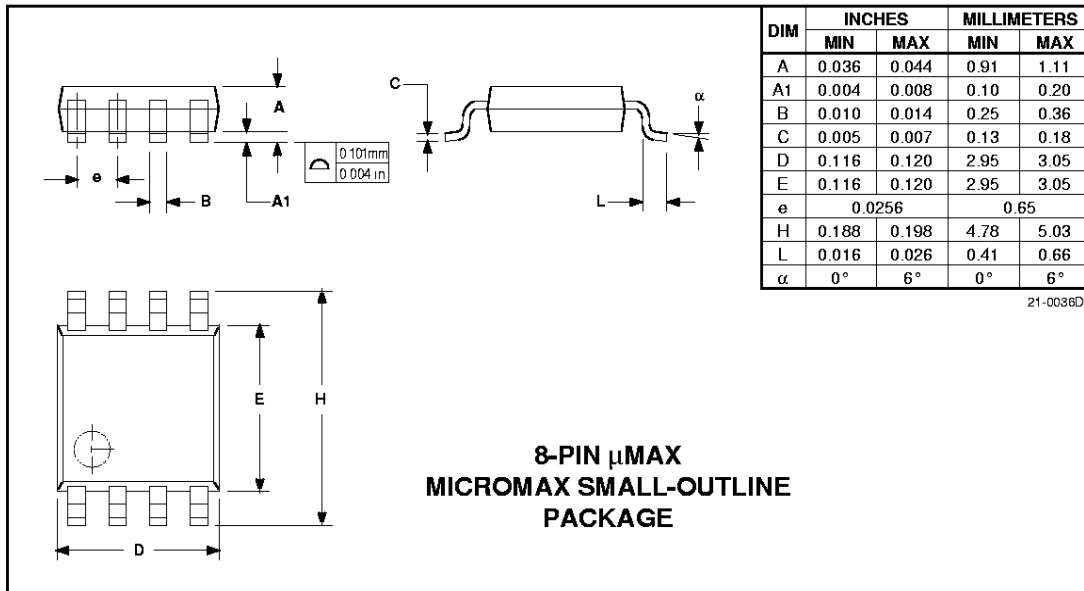 DIM INCHES MILLIMETERS
MIN MAX MIN MAX
A 0.036 0.044 0.91 1.11
A1 0.004 0.008 0.10 0.20
B 0.010 0.014 0.25 0.36
C 0.005 0.007 0.13 0.18
D 0.116 0.120 2.95 3.05
E 0.116 0.120 2.95 3.05
e 0.0256 0.65
H 0.188 0.198 4.78 5.03
L 0.016 0.026 0.41 0.66
α 0° 6° 0° 6°
21-0036D
A
e
B
A1
0 101mm
0 004 in
C
α
L
E
H
D
8-PIN µMAX
MICROMAX SMALL-OUTLINE
PACKAGE